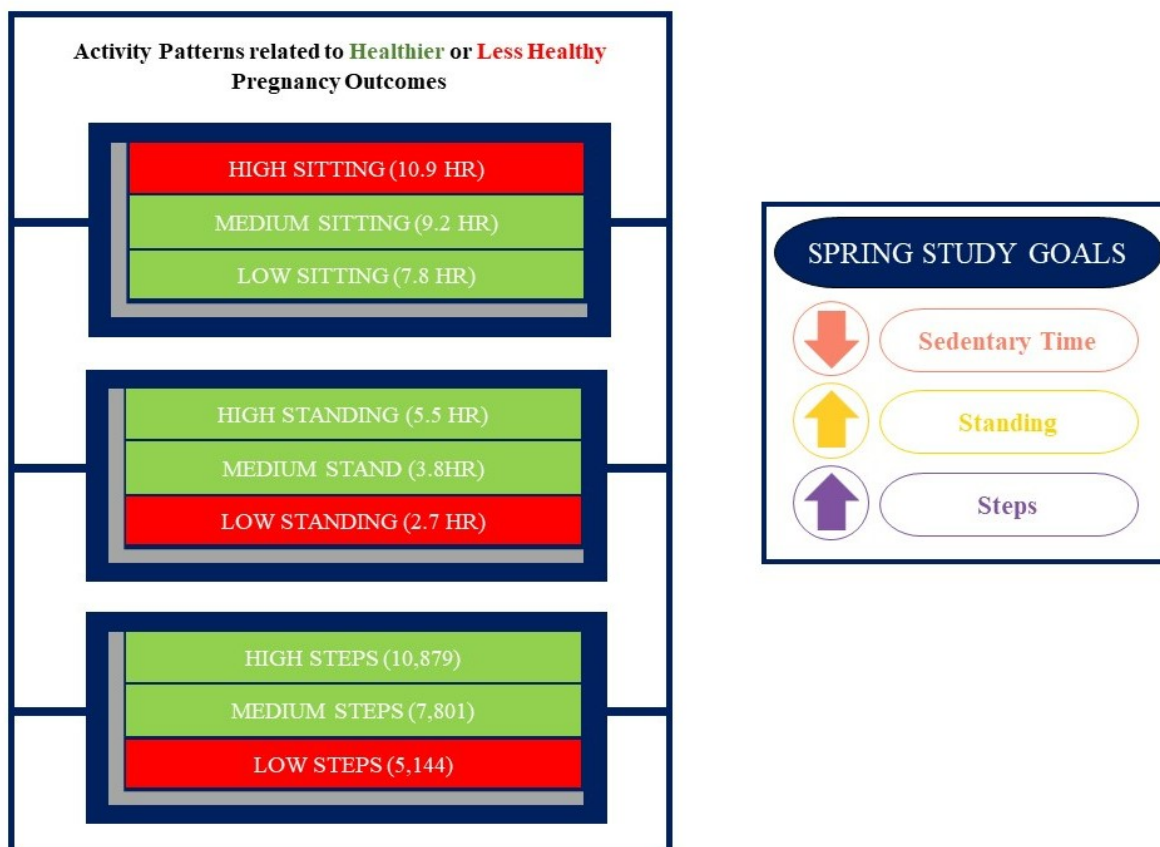 Activity Patterns related to Healthier or Less Healthy
Pregnancy Outcomes
HIGH SITTING (10.9 HR)
MEDIUM SITTING (9.2 HR)
LOW SITTING (7.8 HR)
HIGH STANDING (5.5 HR)
MEDIUM STAND (3.8HR)
LOW STANDING (2.7 HR)
HIGH STEPS (10,879)
MEDIUM STEPS (7,801)
LOW STEPS (5,144)
SPRING STUDY GOALS
Sedentary Time
Standing
Steps